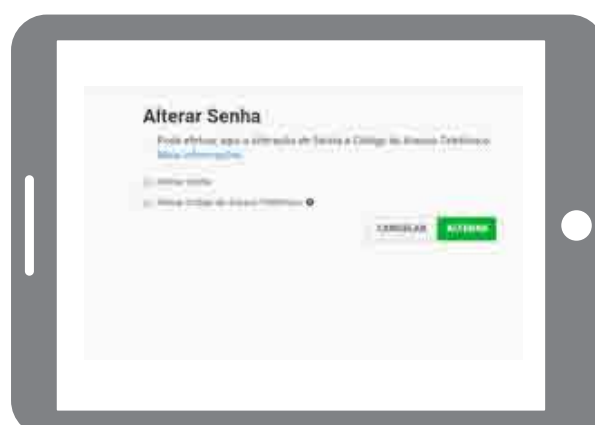 Alterar Senha
Pode efetuar aqui a alteração de Senha e Código de Acesso Telefónico.
Mais informações
Alterar Senha
Alterar Código de Acesso Telefónico
CANCELAR ALTERAR